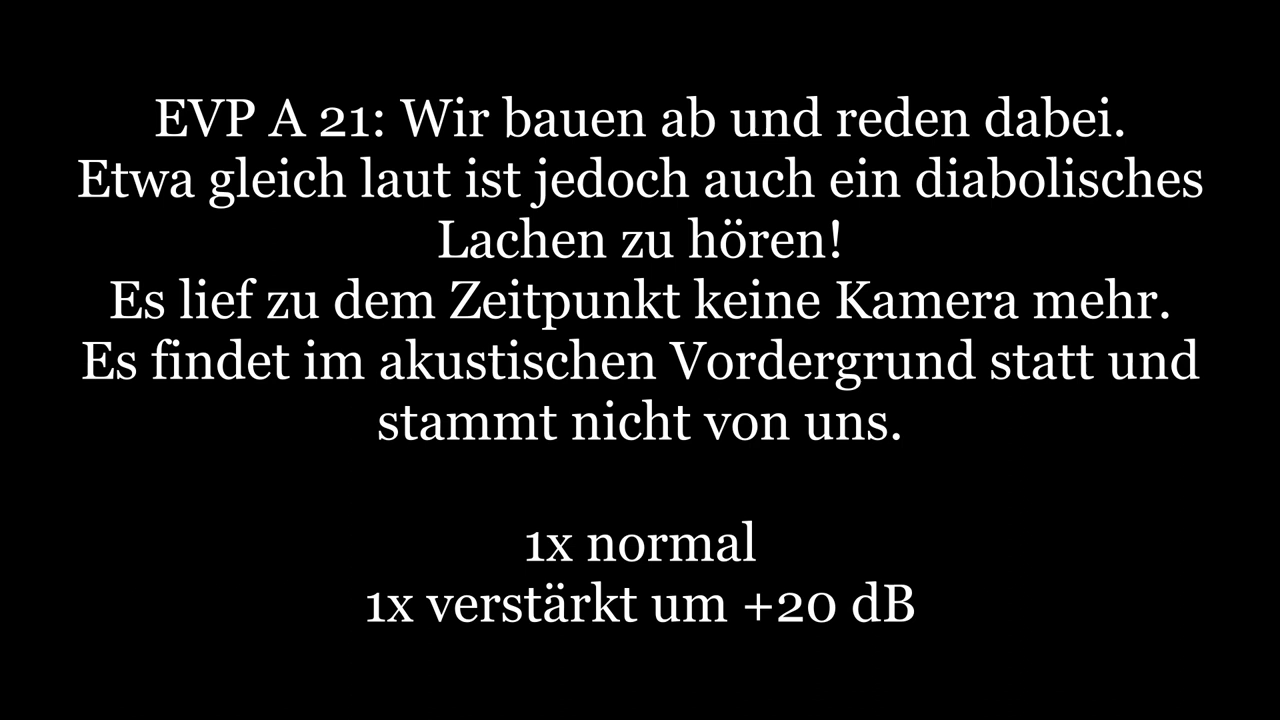 EVP A 21: Wir bauen ab und reden dabei.
Etwa gleich laut ist jedoch auch ein diabolisches
Lachen zu hören!
Es lief zu dem Zeitpunkt keine Kamera mehr.
Es findet im akustischen Vordergrund statt und
stammt nicht von uns.
1x normal
1x verstärkt um +20 dB